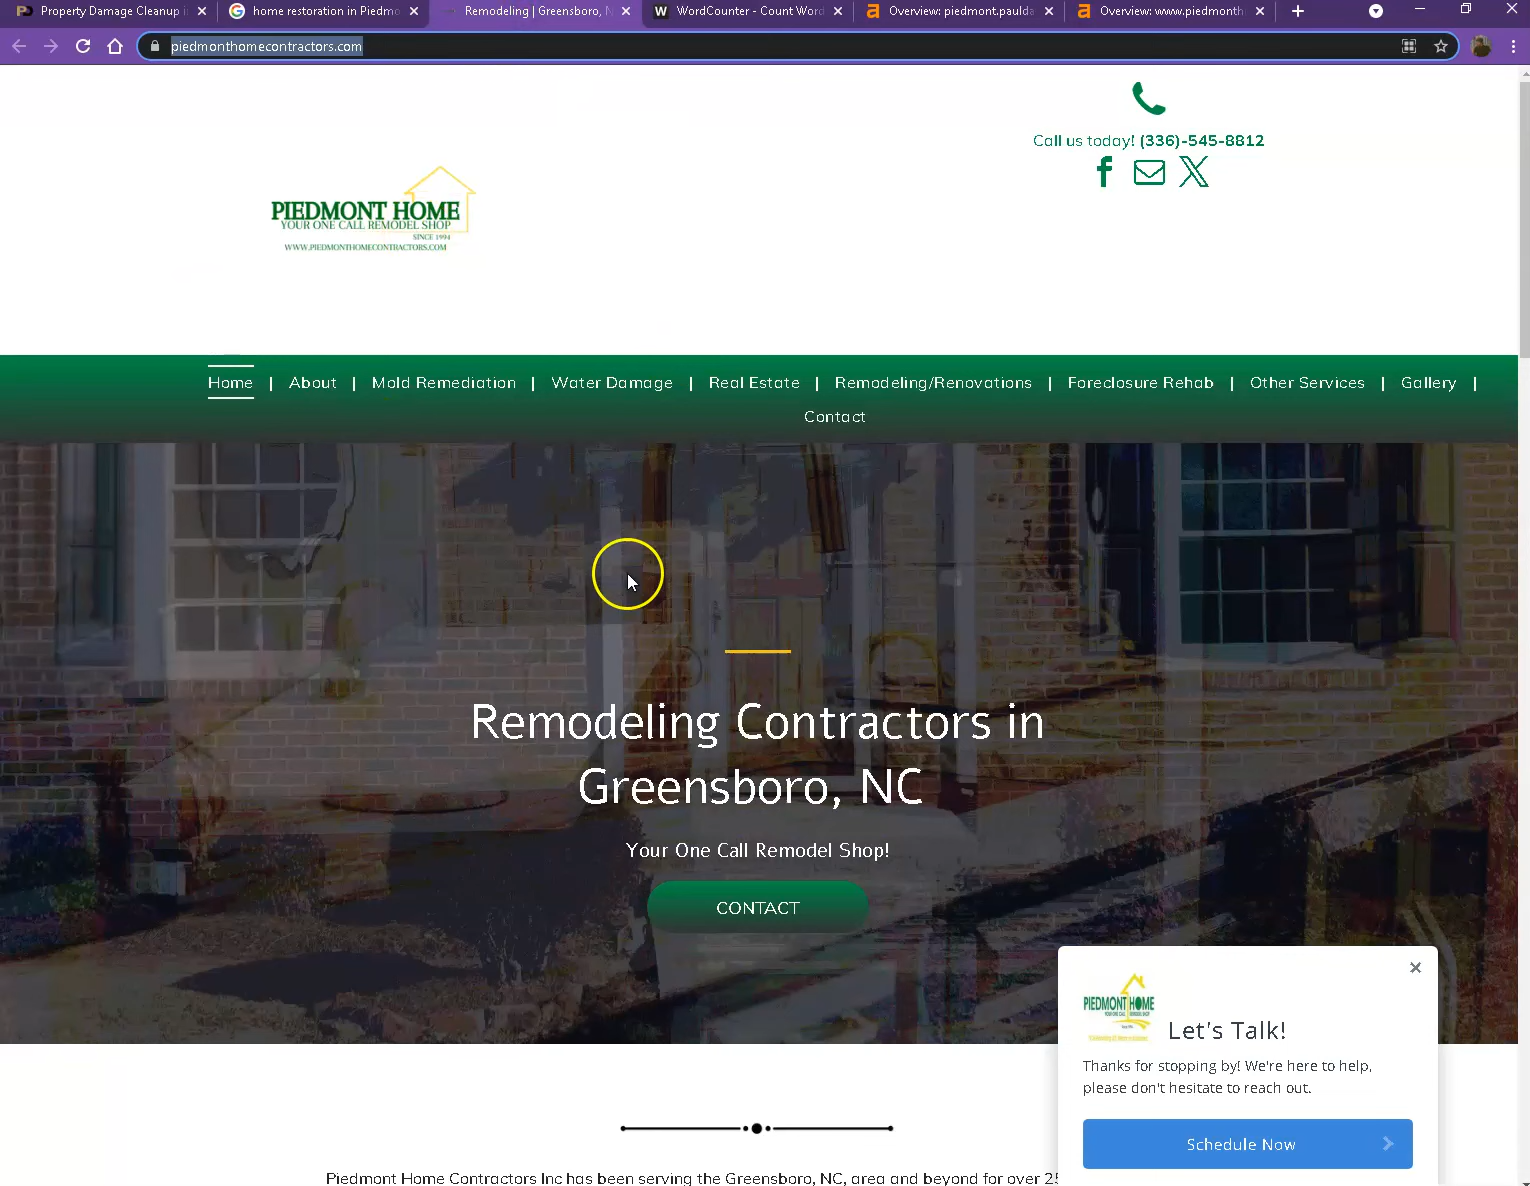 Property Damage Cleanup i
home restoration in Piedmo
Remodeling | Greensboro, N
WordCounter - Count Word
Overview: piedmont.paulda
Overview: www.piedmonth
piedmonthomecontractors.com
Call us today! (336)-545-8812
PIEDMONT HOME
YOUR ONE CALL REMODEL SHOP
SINCE 1994
WWW.PIEDMONTHOMECONTRACTORS.COM
Home | About | Mold Remediation | Water Damage | Real Estate | Remodeling/Renovations | Foreclosure Rehab | Other Services | Gallery |
Contact
Remodeling Contractors in
Greensboro, NC
Your One Call Remodel Shop!
CONTACT
PIEDMONT HOME
Let's Talk!
Thanks for stopping by! We're here to help,
please don't hesitate to reach out.
Schedule Now
Piedmont Home Contractors Inc has been serving the Greensboro, NC, area and beyond for over 25